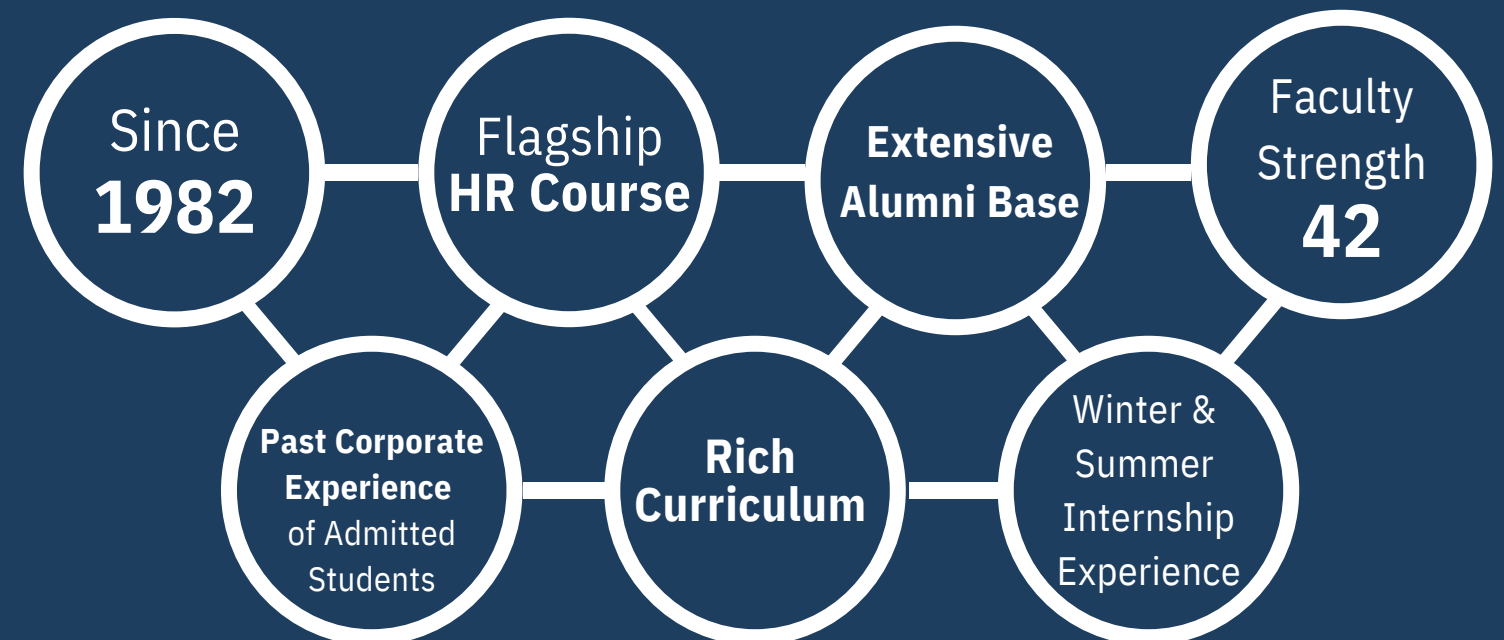 Since
1982
Flagship
HR Course
Extensive
Alumni Base
Faculty
Strength
42
Past Corporate
Experience
of Admitted
Students
Rich
Curriculum
Winter &
Summer
Internship
Experience